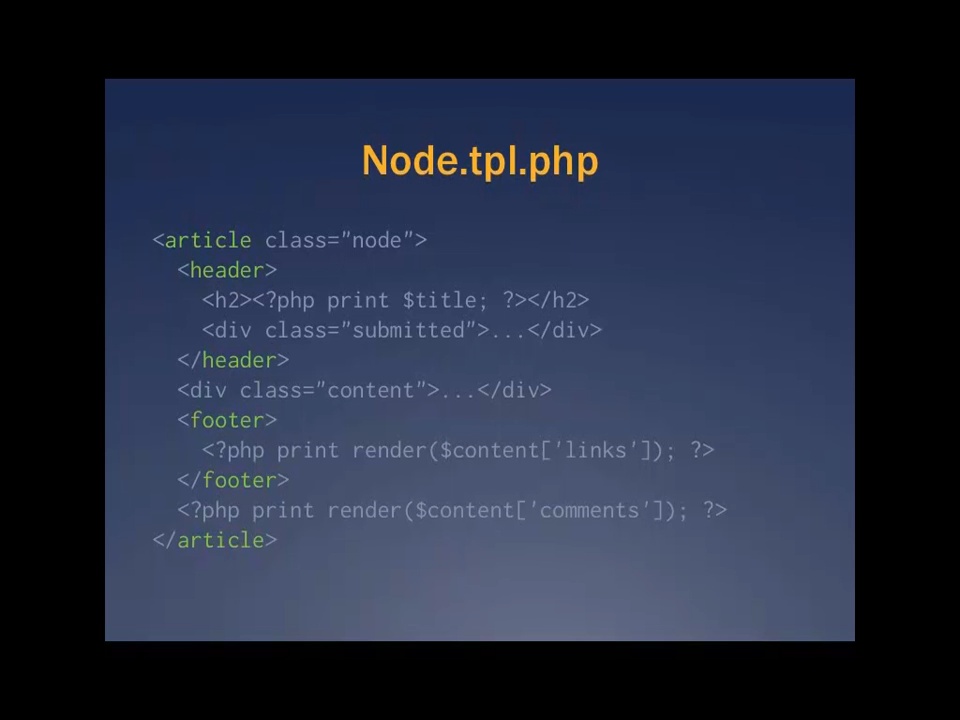 Node.tpl.php
<article class="node">
<header>
<h2><?php print $title; ?></h2>
<div class="submitted">...</div>
</header>
<div class="content">...</div>
<footer>
<?php print render($content['links']); ?>
</footer>
<?php print render($content['comments']); ?>
</article>